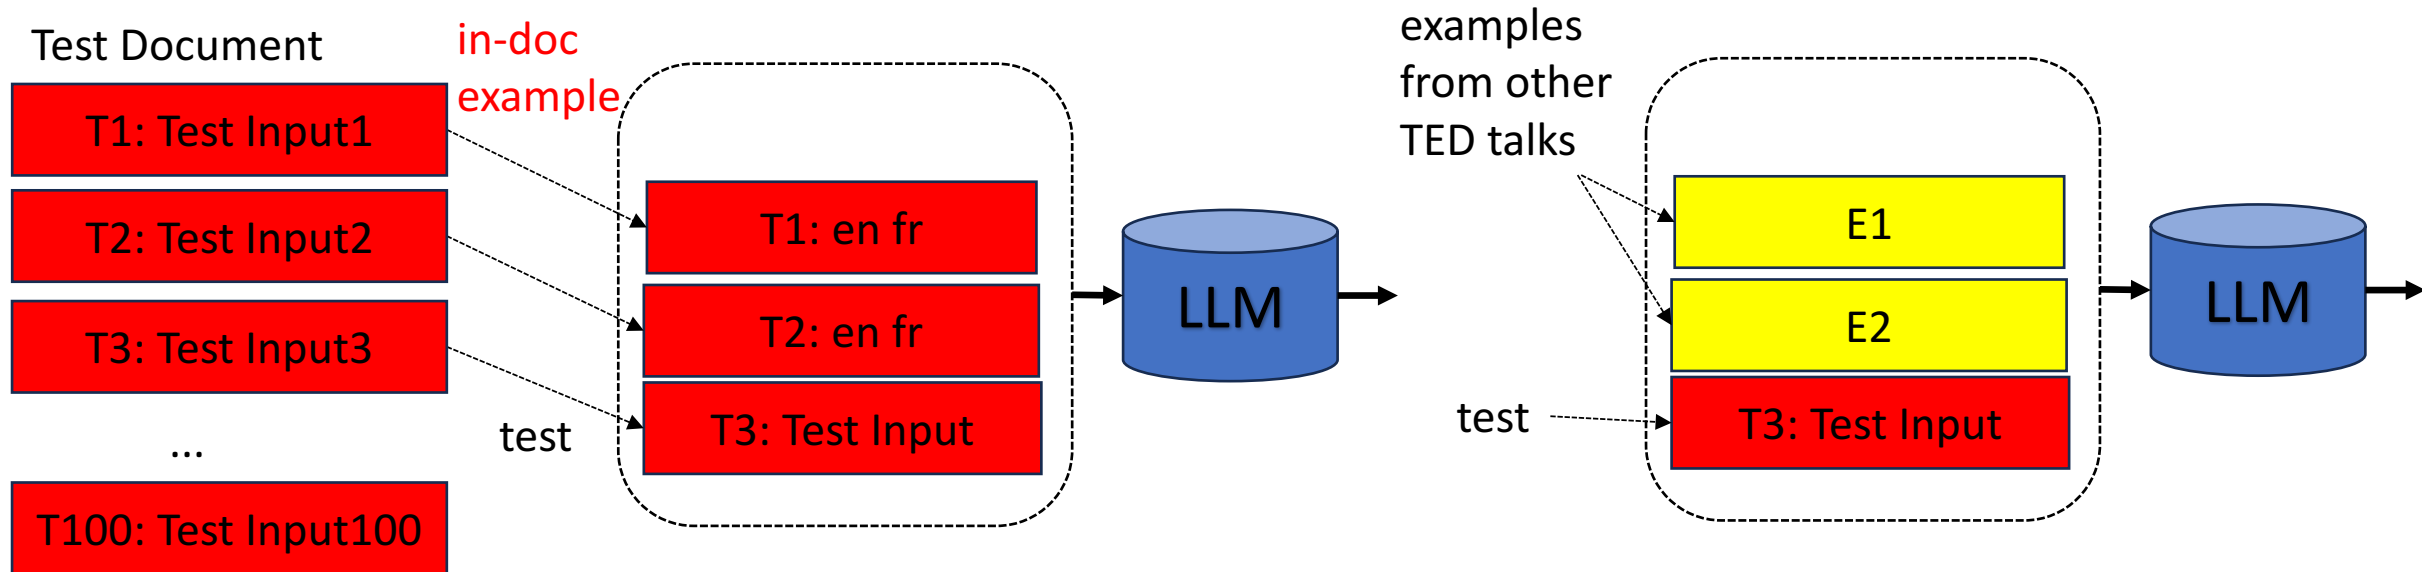 Test Document
T1: Test Input1
T2: Test Input2
T3: Test Input3
...
T100: Test Input100
in-doc
example
test
T1: en fr
T2: en fr
T3: Test Input
LLM
examples
from other
TED talks
test
E1
E2
T3: Test Input
LLM